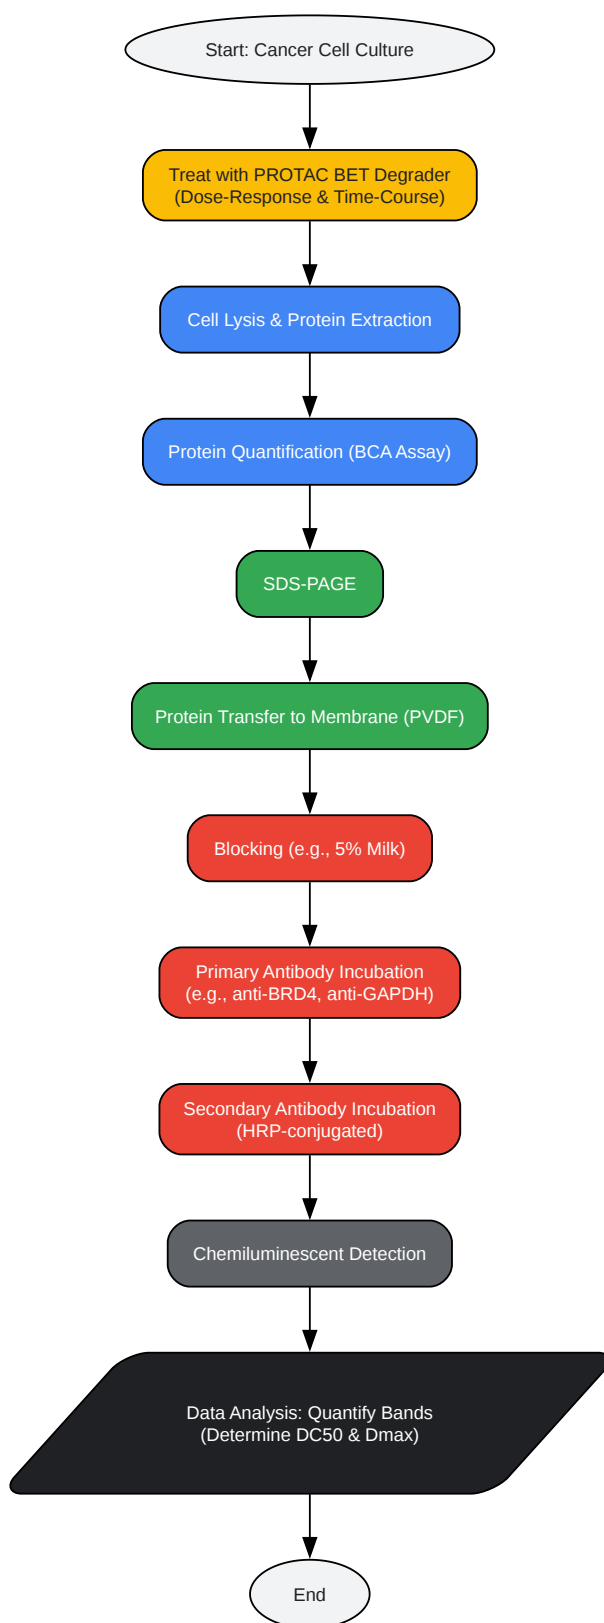 Start: Cancer Cell Culture
Treat with PROTAC BET Degrader
(Dose-Response & Time-Course)
Cell Lysis & Protein Extraction
Protein Quantification (BCA Assay)
SDS-PAGE
Protein Transfer to Membrane (PVDF)
Blocking (e.g., 5% Milk)
Primary Antibody Incubation
(e.g., anti-BRD4, anti-GAPDH)
Secondary Antibody Incubation
(HRP-conjugated)
Chemiluminescent Detection
Data Analysis: Quantify Bands
(Determine DC50 & Dmax)
End